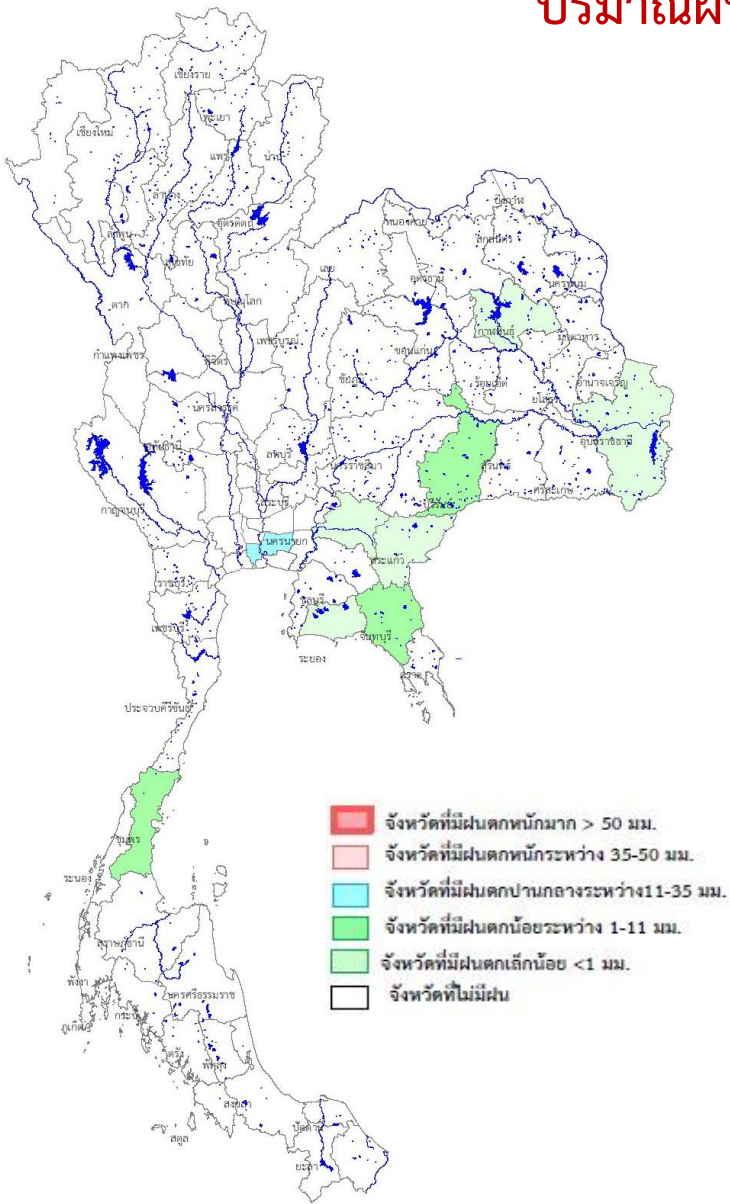 ปริมาณฝน
เชียงราย
พะเยา
เชียงใหม่
แพร่
น่าน
ลำปาง
อุตรดิตถ์
ลำพูน
สุโขทัย
ตาก
พิษณุโลก
เลย
หนองคาย
บึงกาฬ
สกลนคร
อุดรธานี
นครพนม
กำแพงเพชร
พิจิตร
เพชรบูรณ์
ขอนแก่น
กาฬสินธุ์
มุกดาหาร
ชัยภูมิ
ร้อยเอ็ด
ยโสธร
อำนาจเจริญ
นครสวรรค์
อุทัยธานี
ลพบุรี
นครราชสีมา
บุรีรัมย์
สุรินทร์
ศรีสะเกษ
อุบลราชธานี
กาญจนบุรี
สระบุรี
นครนายก
สระแก้ว
ราชบุรี
ชลบุรี
เพชรบุรี
จันทบุรี
ระยอง
ตราด
ประจวบคีรีขันธ์
ชุมพร
ระนอง
สุราษฎร์ธานี
พังงา
นครศรีธรรมราช
กระบี่
ภูเก็ต
ตรัง
พัทลุง
สงขลา
สตูล
ปัตตานี
ยะลา
จังหวัดที่มีฝนตกหนักมาก > 50 มม.
จังหวัดที่มีฝนตกหนักระหว่าง 35-50 มม.
จังหวัดที่มีฝนตกปานกลางระหว่าง11-35 มม.
จังหวัดที่มีฝนตกน้อยระหว่าง 1-11 มม.
จังหวัดที่มีฝนตกเล็กน้อย <1 มม.
จังหวัดที่ไม่มีฝน